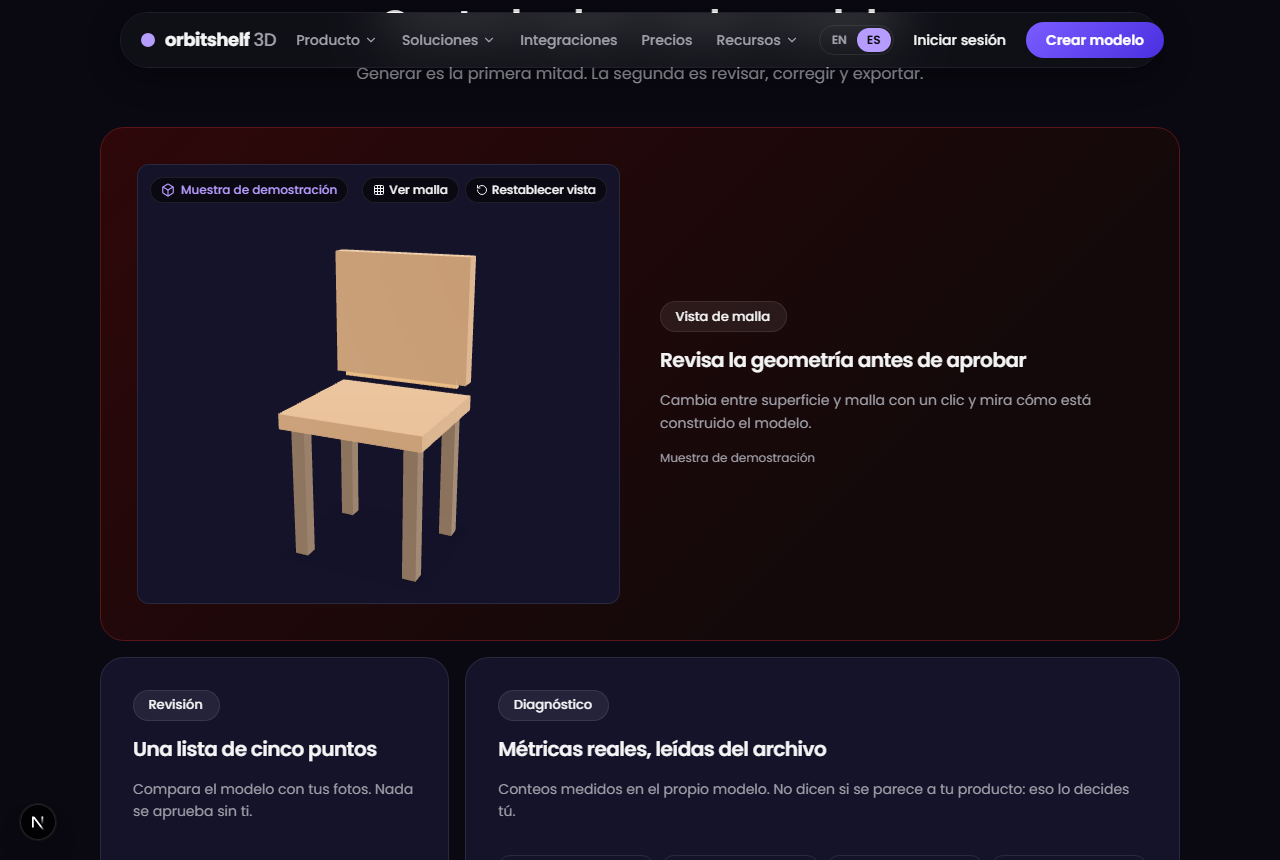 orbitshelf 3D
Producto
Soluciones
Integraciones
Precios
Recursos
EN
ES
Iniciar sesión
Crear modelo
Generar es la primera mitad. La segunda es revisar, corregir y exportar.
Muestra de demostración
Ver malla
Restablecer vista
Vista de malla
Revisa la geometría antes de aprobar
Cambia entre superficie y malla con un clic y mira cómo está
construido el modelo.
Muestra de demostración
Revisión
Una lista de cinco puntos
Compara el modelo con tus fotos. Nada
se aprueba sin ti.
Diagnóstico
Métricas reales, leídas del archivo
Conteos medidos en el propio modelo. No dicen si se parece a tu producto: eso lo decides
tú.
N